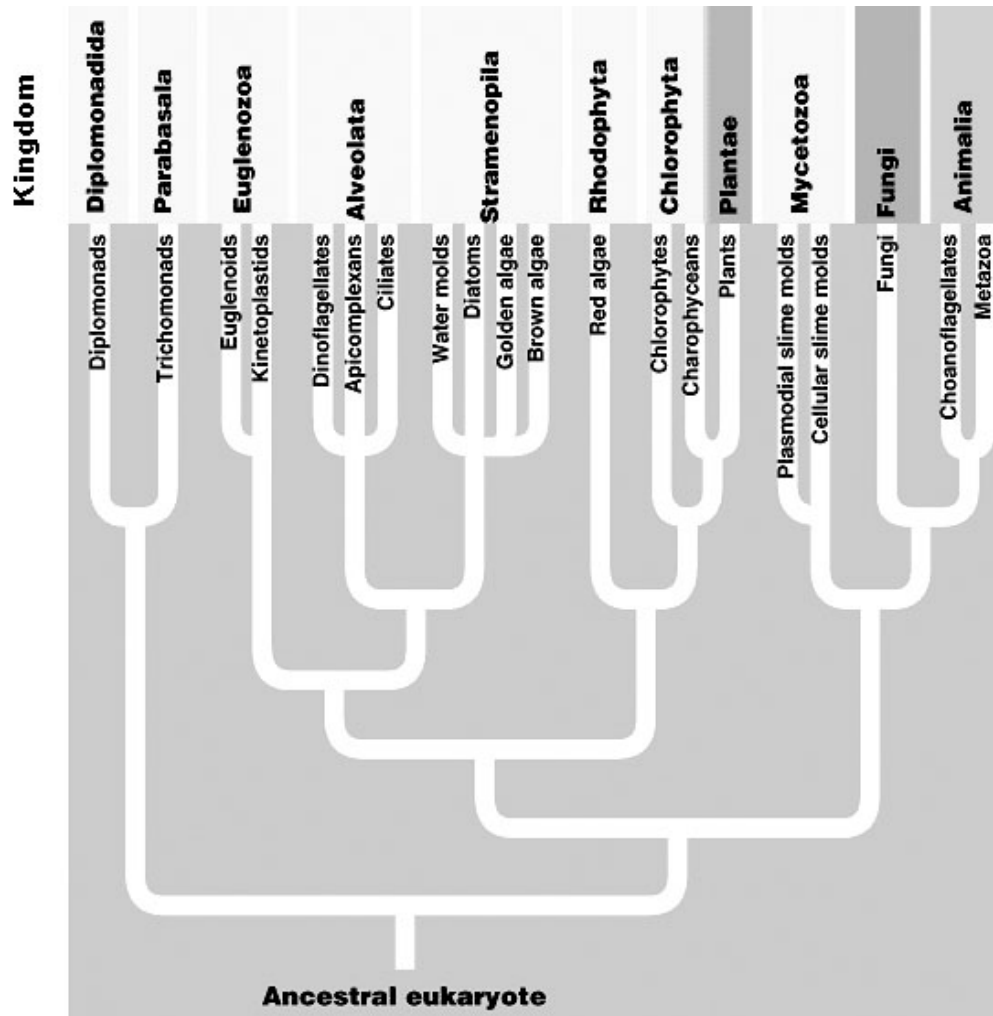 Kingdom
Diplomonadida
Parabasala
Euglenozoa
Alveolata
Stramenopila
Rhodophyta
Chlorophyta
Plantae
Mycetozoa
Fungi
Animalia
Diplomonads
Trichomonads
Euglenoids
Kinetoplastids
Dinoflagellates
Apicomplexans
Ciliates
Water molds
Diatoms
Golden algae
Brown algae
Red algae
Chlorophytes
Charophyceans
Plants
Plasmodial slime molds
Cellular slime molds
Fungi
Choanoflagellates
Metazoa
Ancestral eukaryote